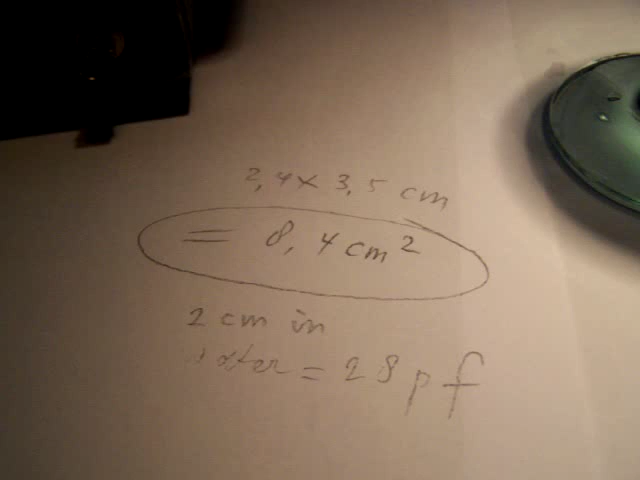 2,4 x 3,5 cm
= 8,4 cm²
2 cm in
= 28 pf